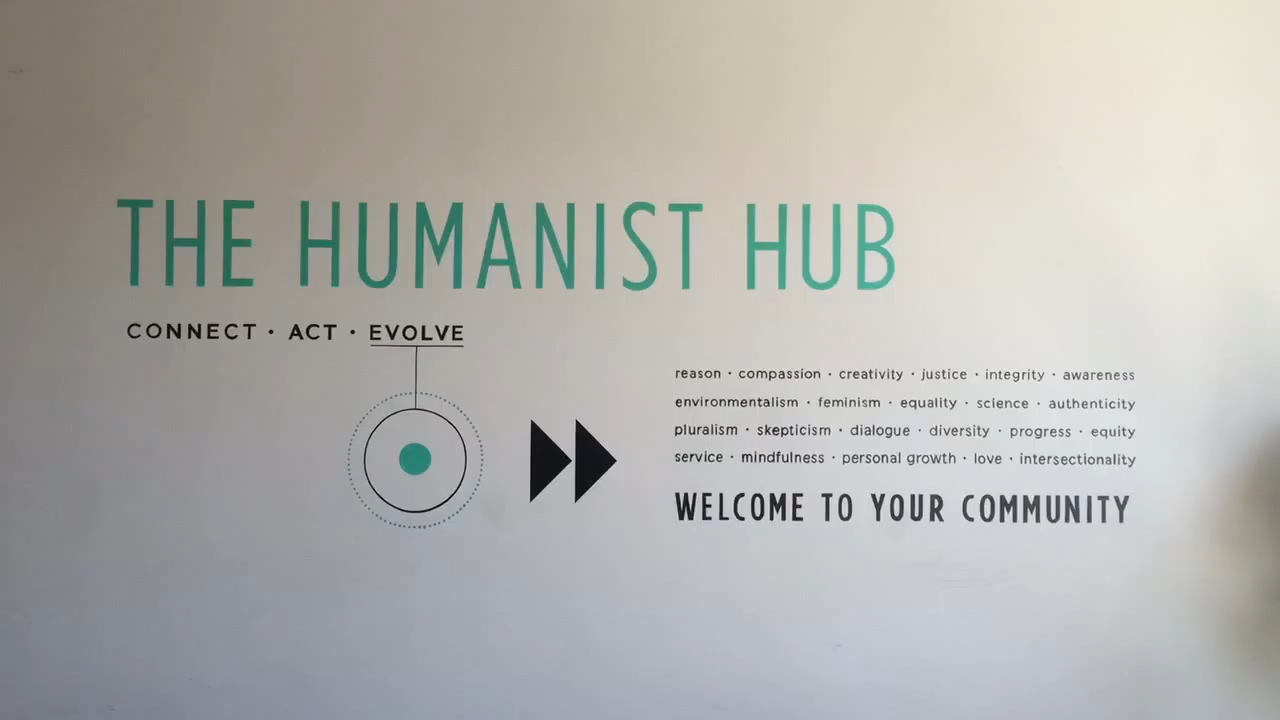 THE HUMANIST HUB
CONNECT · ACT · EVOLVE
reason · compassion · creativity · justice · integrity · awareness
environmentalism · feminism · equality · science · authenticity
pluralism · skepticism · dialogue · diversity · progress · equity
service · mindfulness · personal growth · love · intersectionality
WELCOME TO YOUR COMMUNITY